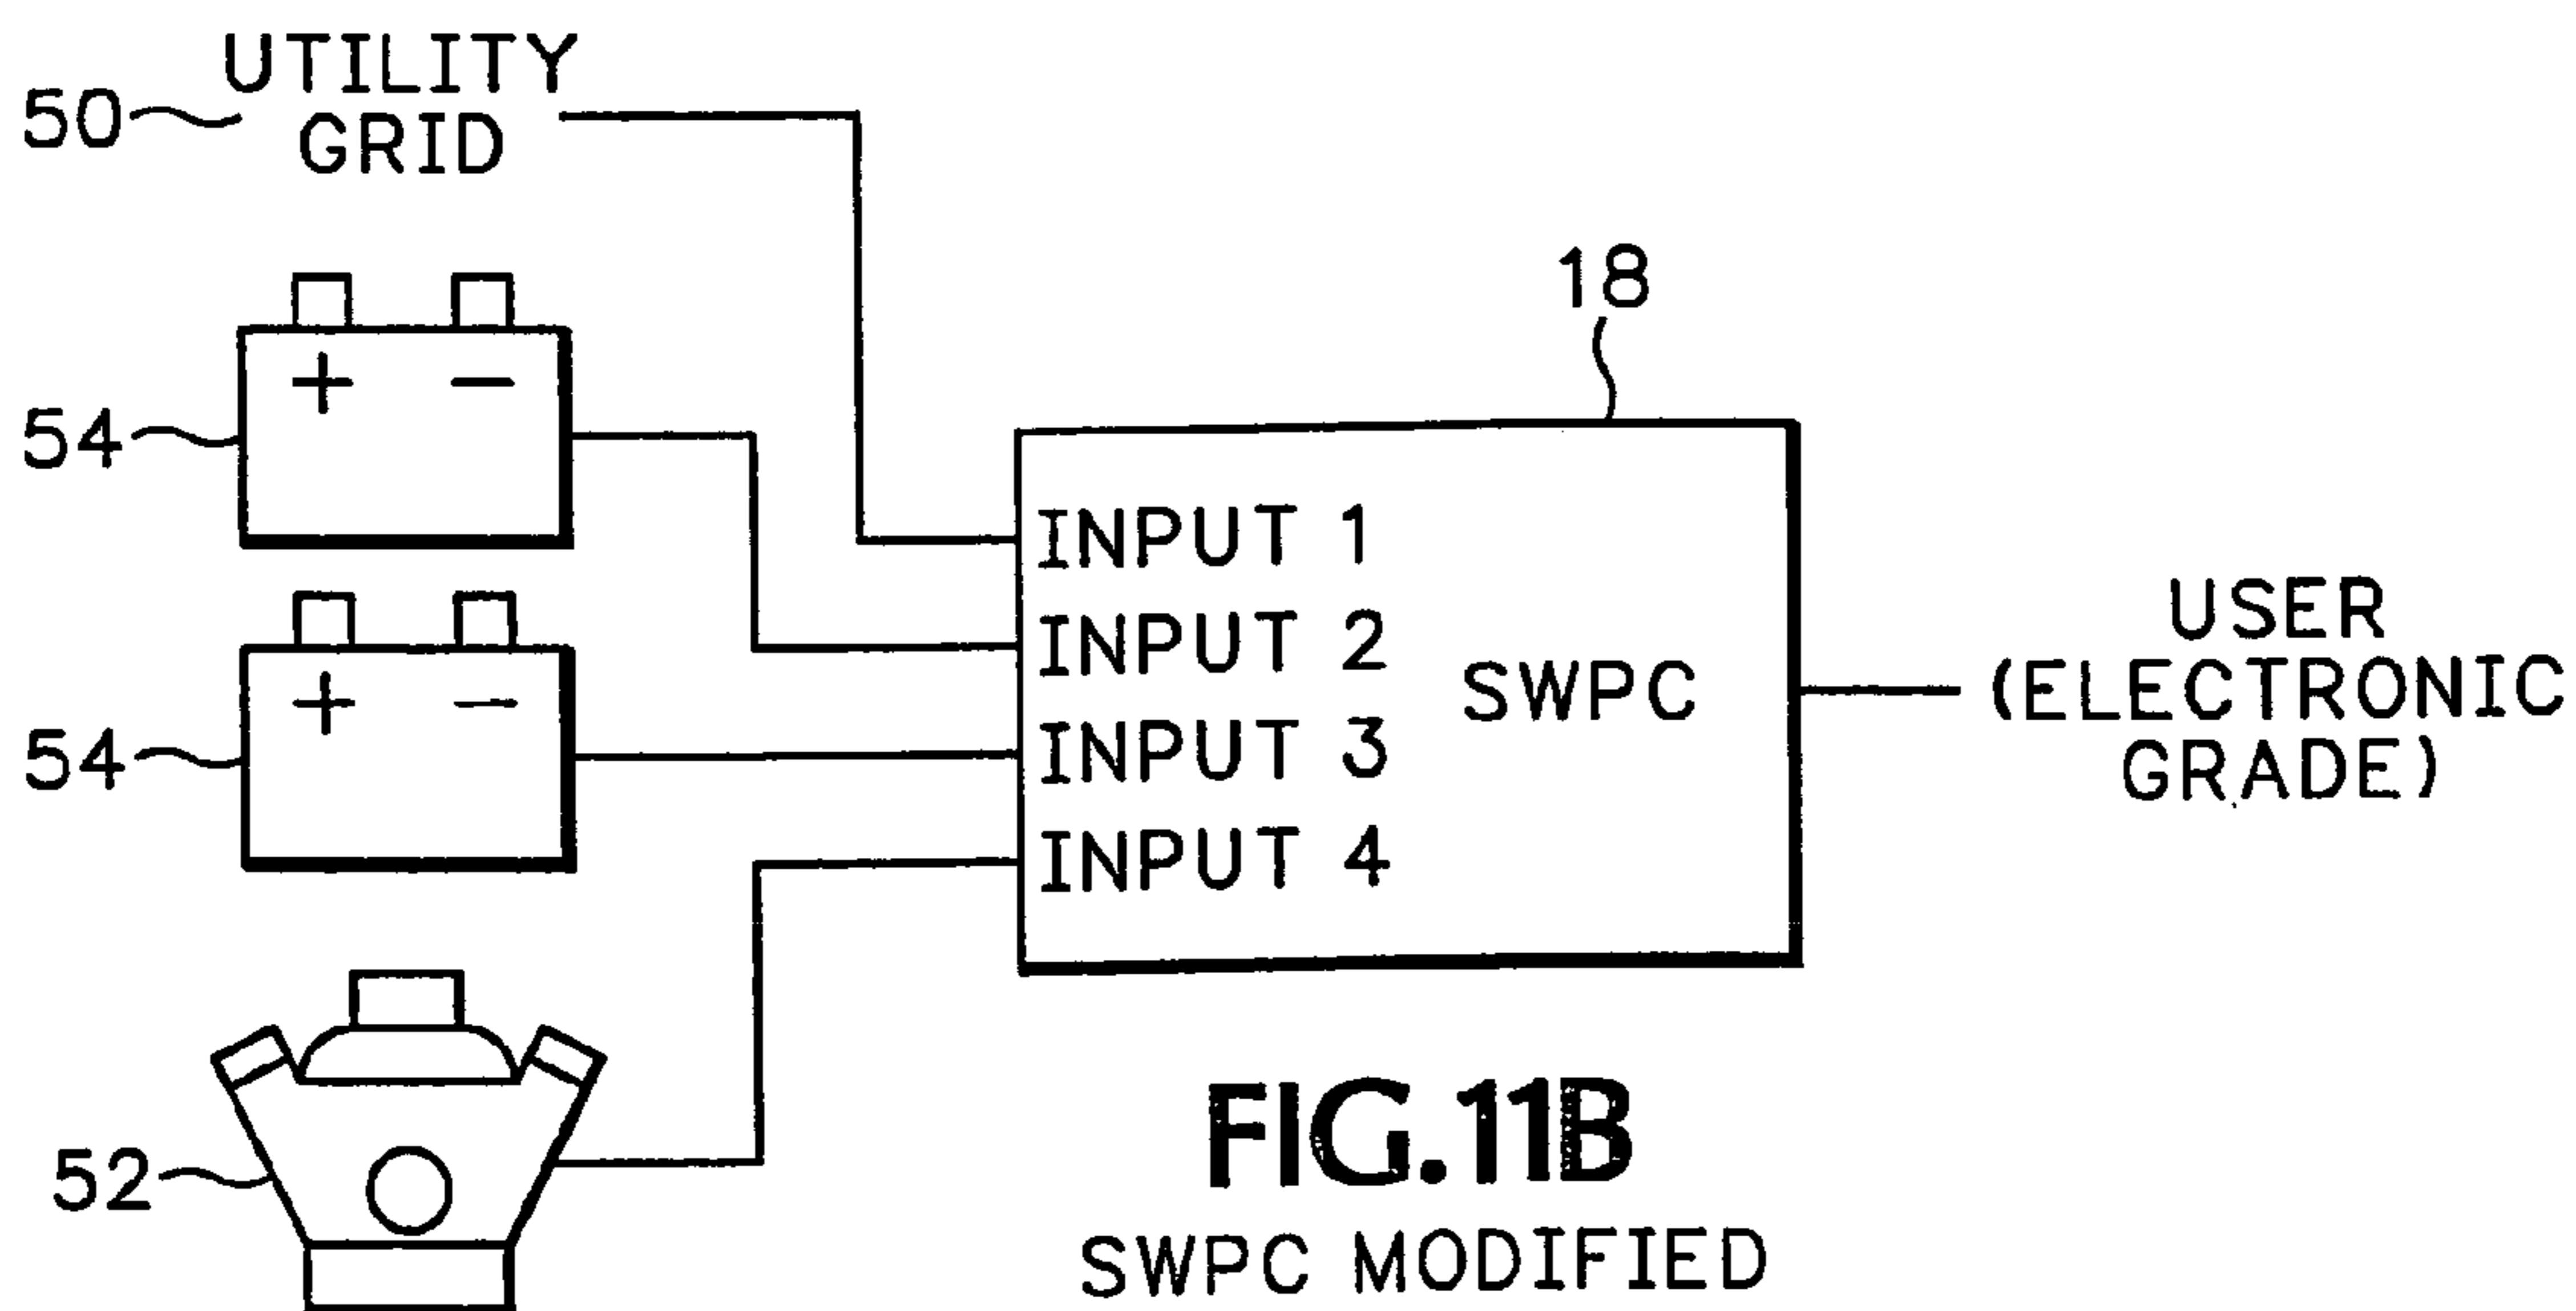 UTILITY
GRID
50
18
+ −
54
INPUT 1
INPUT 2
INPUT 3
INPUT 4
SWPC
USER
(ELECTRONIC
GRADE)
+ −
54
52
FIG.11B
SWPC MODIFIED